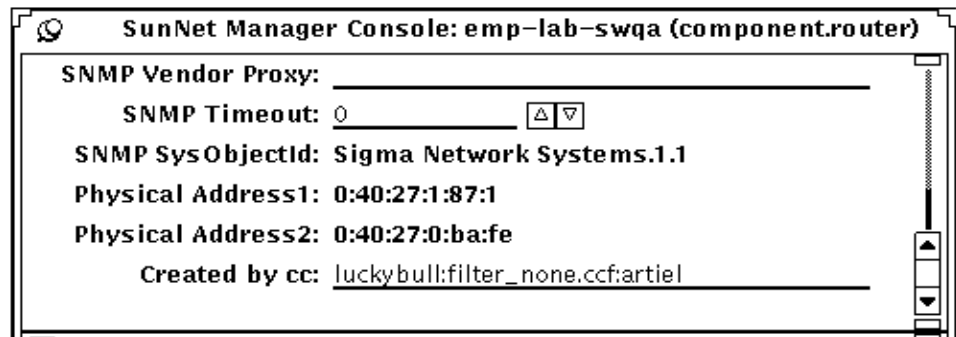 SunNet Manager Console: emp-lab-swqa (component.router)
SNMP Vendor Proxy:
SNMP Timeout: 0
SNMP SysObjectId: Sigma Network Systems.1.1
Physical Address1: 0:40:27:1:87:1
Physical Address2: 0:40:27:0:ba:fe
Created by cc: luckybull:filter_none.ccf:artiel